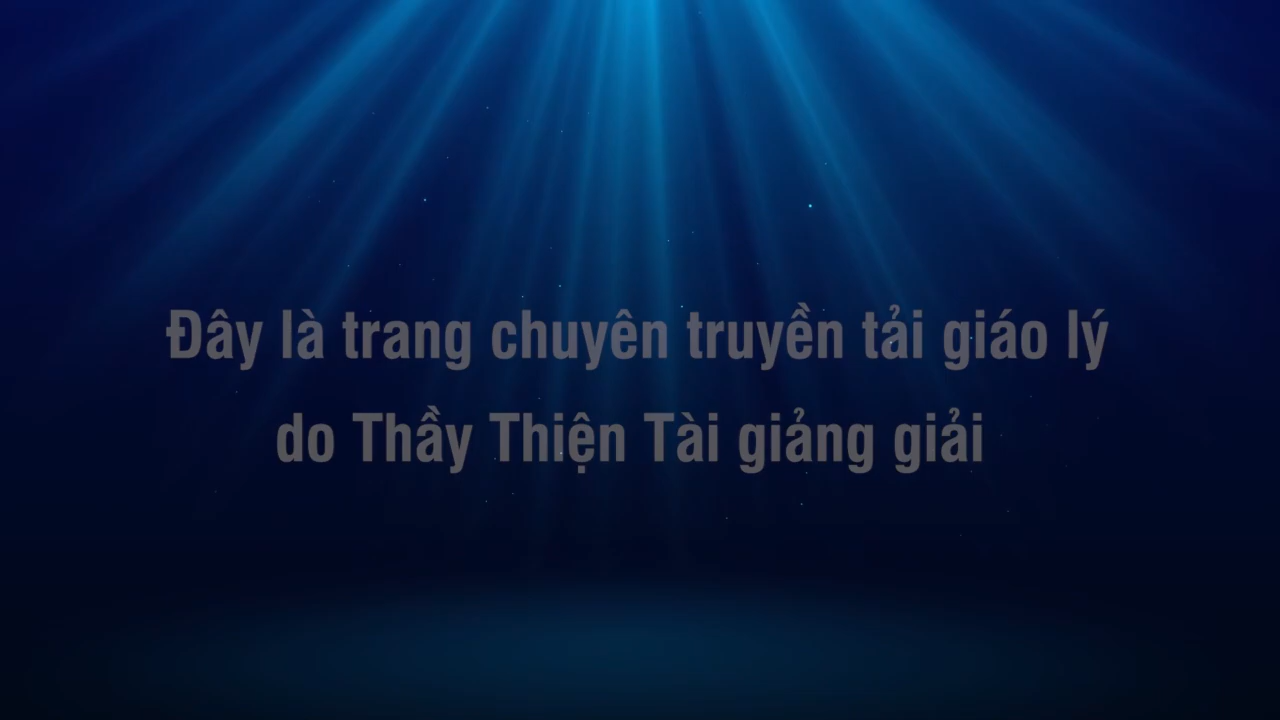 Đây là trang chuyên truyền tải giáo lý
do Thầy Thiện Tài giảng giải